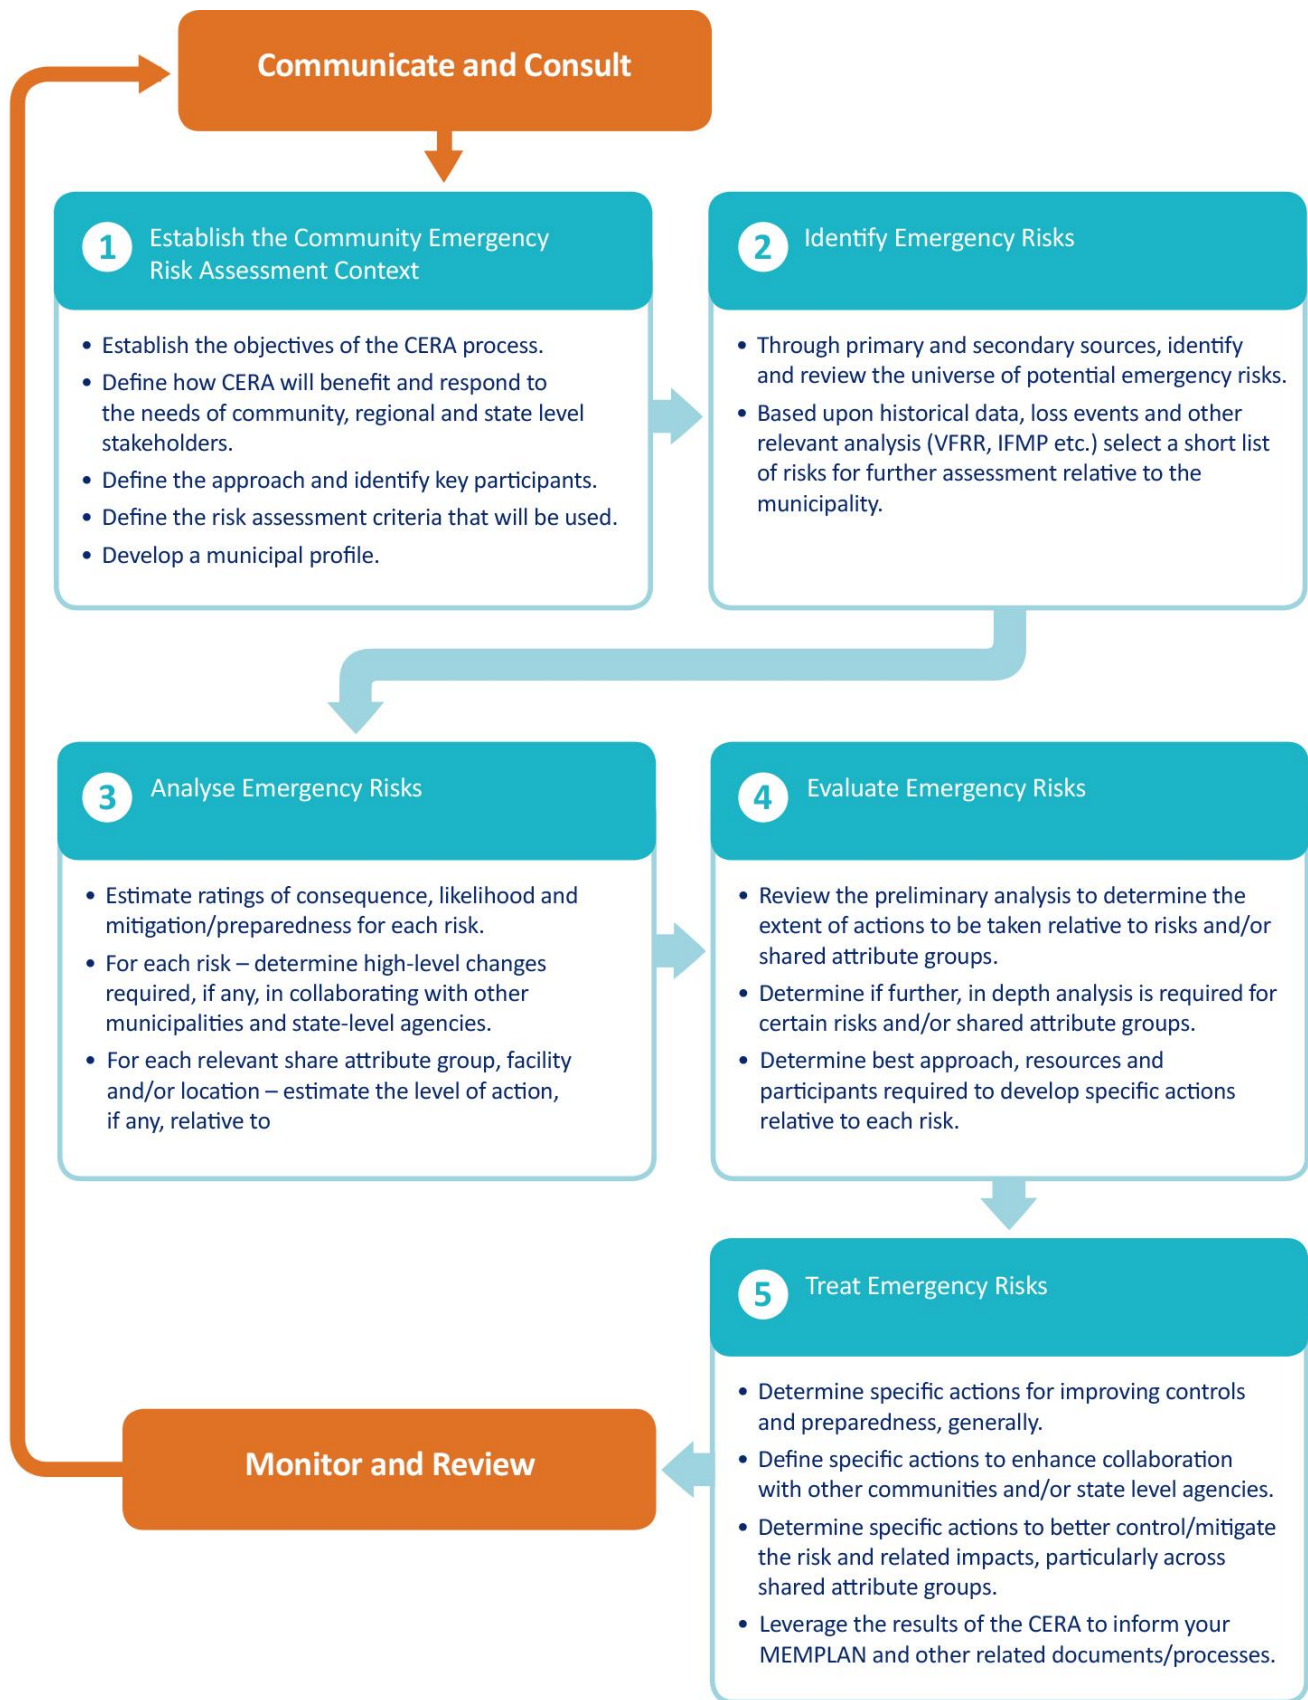 Communicate and Consult
1
Establish the Community Emergency
Risk Assessment Context
• Establish the objectives of the CERA process.
• Define how CERA will benefit and respond to
the needs of community, regional and state level
stakeholders.
• Define the approach and identify key participants.
• Define the risk assessment criteria that will be used.
• Develop a municipal profile.
2
Identify Emergency Risks
• Through primary and secondary sources, identify
and review the universe of potential emergency risks.
• Based upon historical data, loss events and other
relevant analysis (VFRR, IFMP etc.) select a short list
of risks for further assessment relative to the
municipality.
3
Analyse Emergency Risks
• Estimate ratings of consequence, likelihood and
mitigation/preparedness for each risk.
• For each risk – determine high-level changes
required, if any, in collaborating with other
municipalities and state-level agencies.
• For each relevant share attribute group, facility
and/or location – estimate the level of action,
if any, relative to
4
Evaluate Emergency Risks
• Review the preliminary analysis to determine the
extent of actions to be taken relative to risks and/or
shared attribute groups.
• Determine if further, in depth analysis is required for
certain risks and/or shared attribute groups.
• Determine best approach, resources and
participants required to develop specific actions
relative to each risk.
5
Treat Emergency Risks
• Determine specific actions for improving controls
and preparedness, generally.
• Define specific actions to enhance collaboration
with other communities and/or state level agencies.
• Determine specific actions to better control/mitigate
the risk and related impacts, particularly across
shared attribute groups.
• Leverage the results of the CERA to inform your
MEMPLAN and other related documents/processes.
Monitor and Review